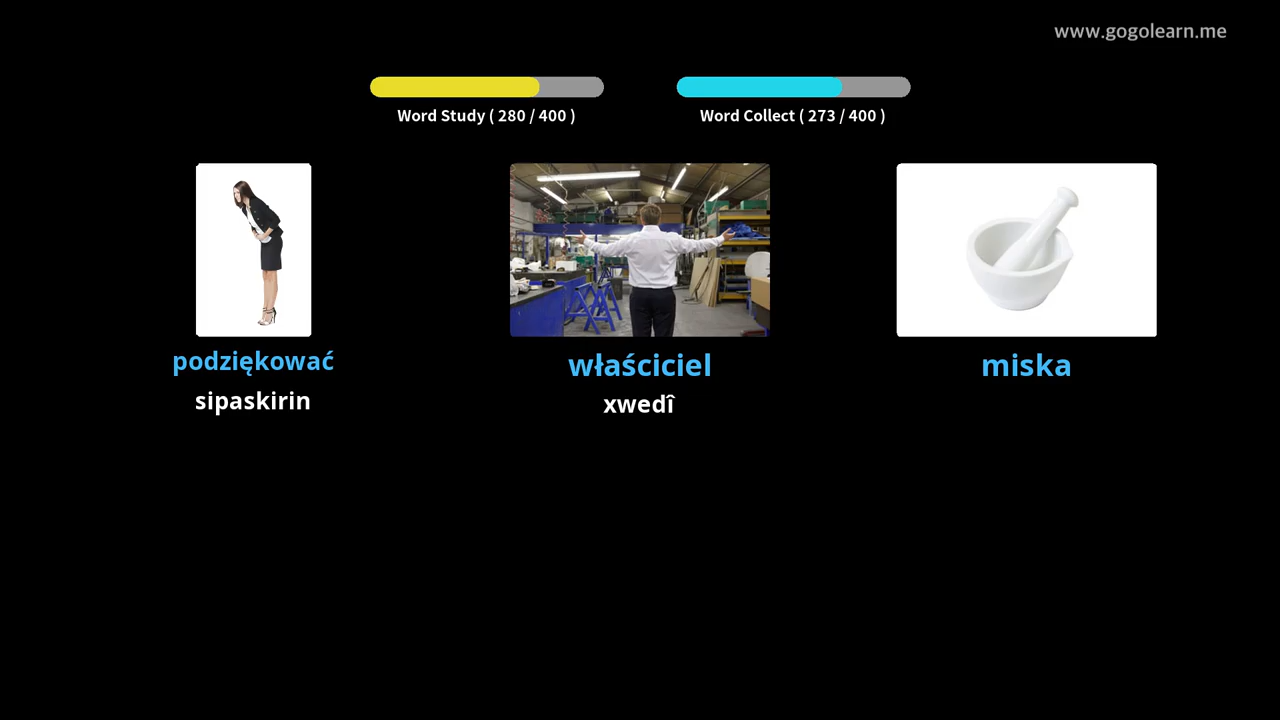 www.gogolearn.me
Word Study ( 280 / 400 )
Word Collect ( 273 / 400 )
podziękować
właściciel
miska
sipaskirin
xwedî